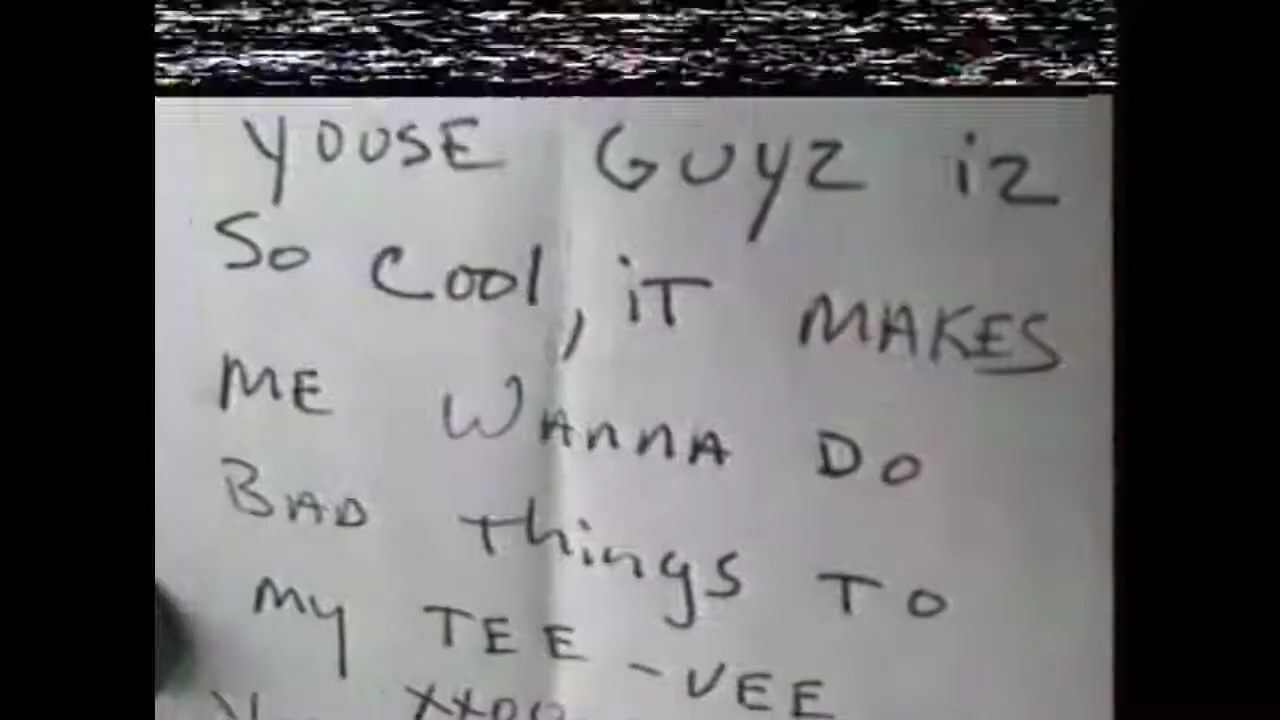 YOUSE GUYZ iz
So Cool, iT MAKES
ME WAnnA Do
BAD Things To
My TEE-VEE